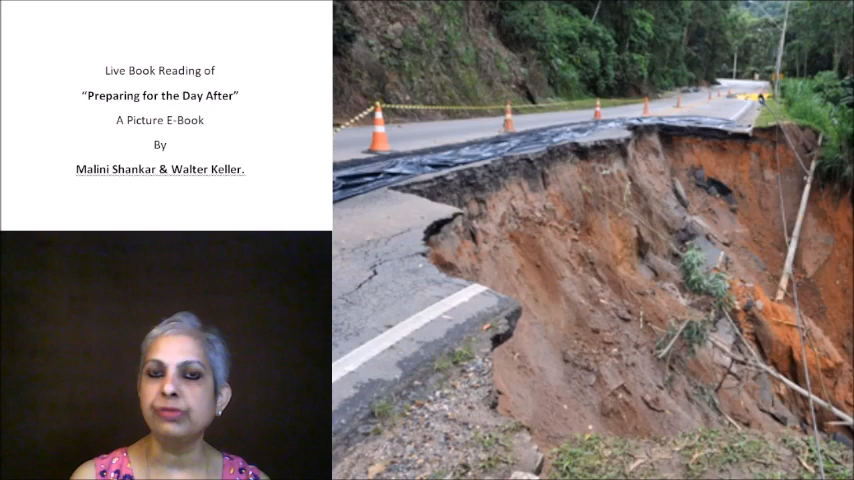 Live Book Reading of
“Preparing for the Day After”
A Picture E-Book
By
Malini Shankar & Walter Keller.